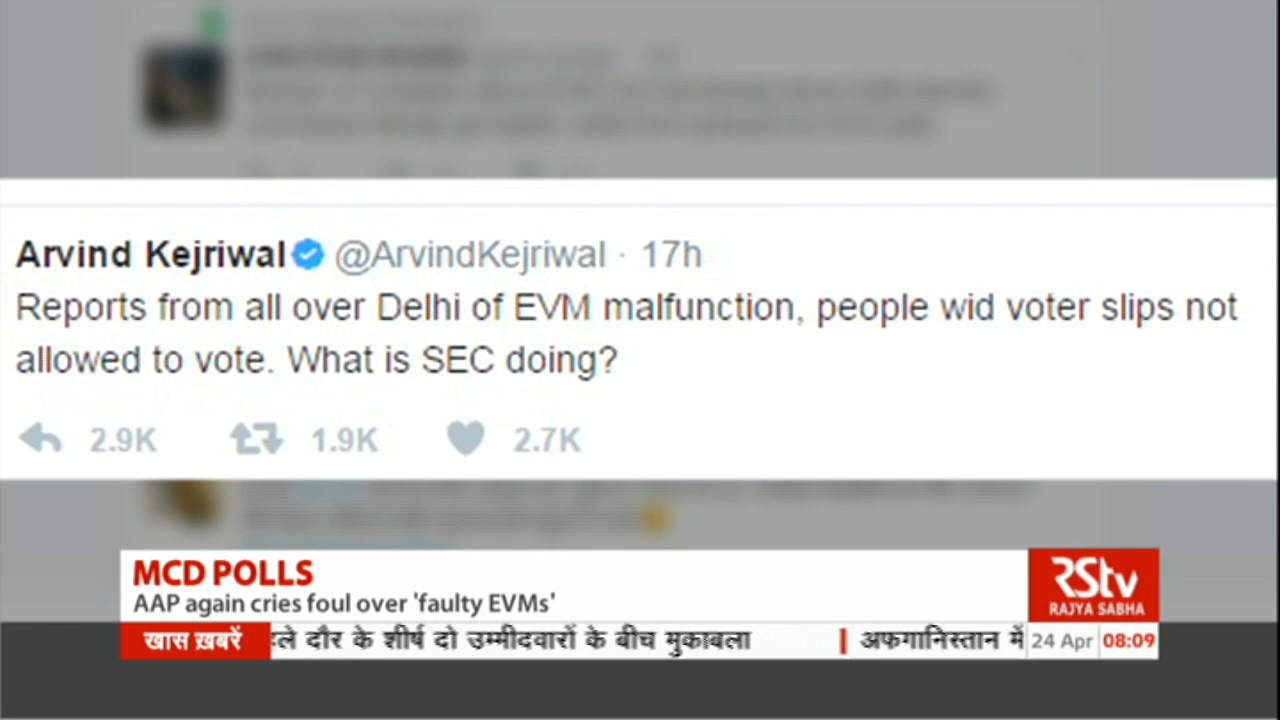 Arvind Kejriwal @ArvindKejriwal · 17h
Reports from all over Delhi of EVM malfunction, people wid voter slips not
allowed to vote. What is SEC doing?
2.9K 1.9K 2.7K
MCD POLLS
AAP again cries foul over 'faulty EVMs'
RStv
RAJYA SABHA
ख़ास ख़बरें दौर के शीर्ष दो उम्मीदवारों के बीच मुकाबला | अफगानिस्तान में 24 Apr 08:09